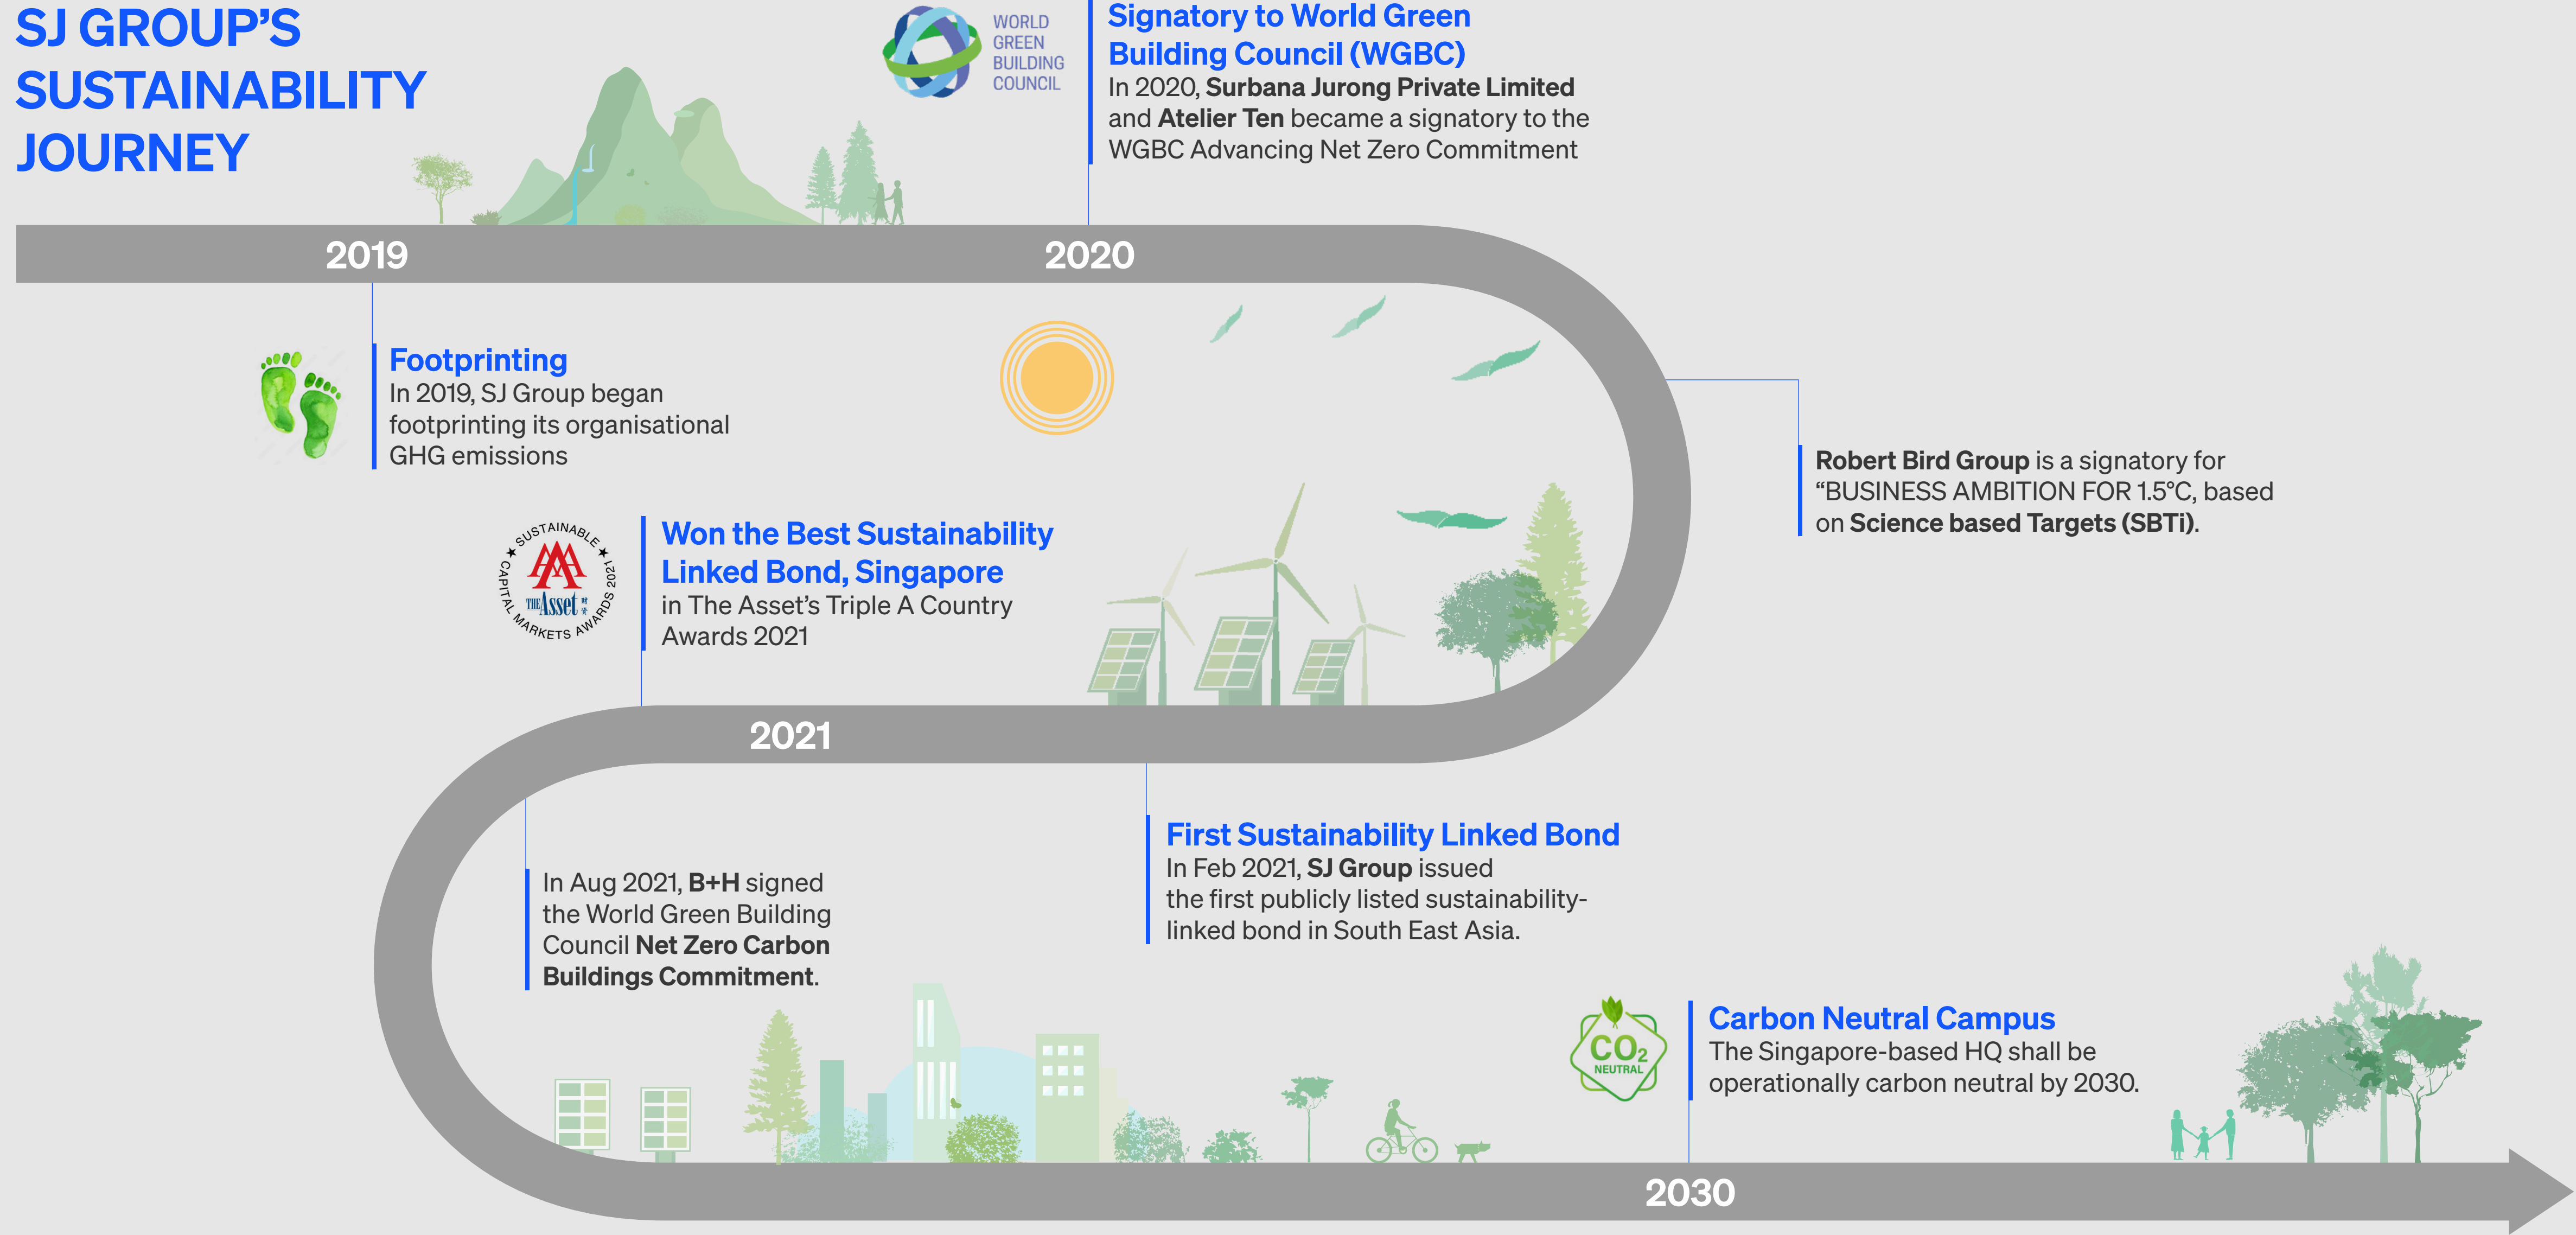 SJ GROUP'S
SUSTAINABILITY
JOURNEY
WORLD
GREEN
BUILDING
COUNCIL
Signatory to World Green
Building Council (WGBC)
In 2020, Surbana Jurong Private Limited
and Atelier Ten became a signatory to the
WGBC Advancing Net Zero Commitment
2019
2020
Footprinting
In 2019, SJ Group began
footprinting its organisational
GHG emissions
Robert Bird Group is a signatory for
“BUSINESS AMBITION FOR 1.5°C, based
on Science based Targets (SBTi).
SUSTAINABLE
CAPITAL MARKETS AWARDS 2021
AAA
THE Asset
Won the Best Sustainability
Linked Bond, Singapore
in The Asset’s Triple A Country
Awards 2021
2021
First Sustainability Linked Bond
In Feb 2021, SJ Group issued
the first publicly listed sustainability-
linked bond in South East Asia.
In Aug 2021, B+H signed
the World Green Building
Council Net Zero Carbon
Buildings Commitment.
CO₂
NEUTRAL
Carbon Neutral Campus
The Singapore-based HQ shall be
operationally carbon neutral by 2030.
2030